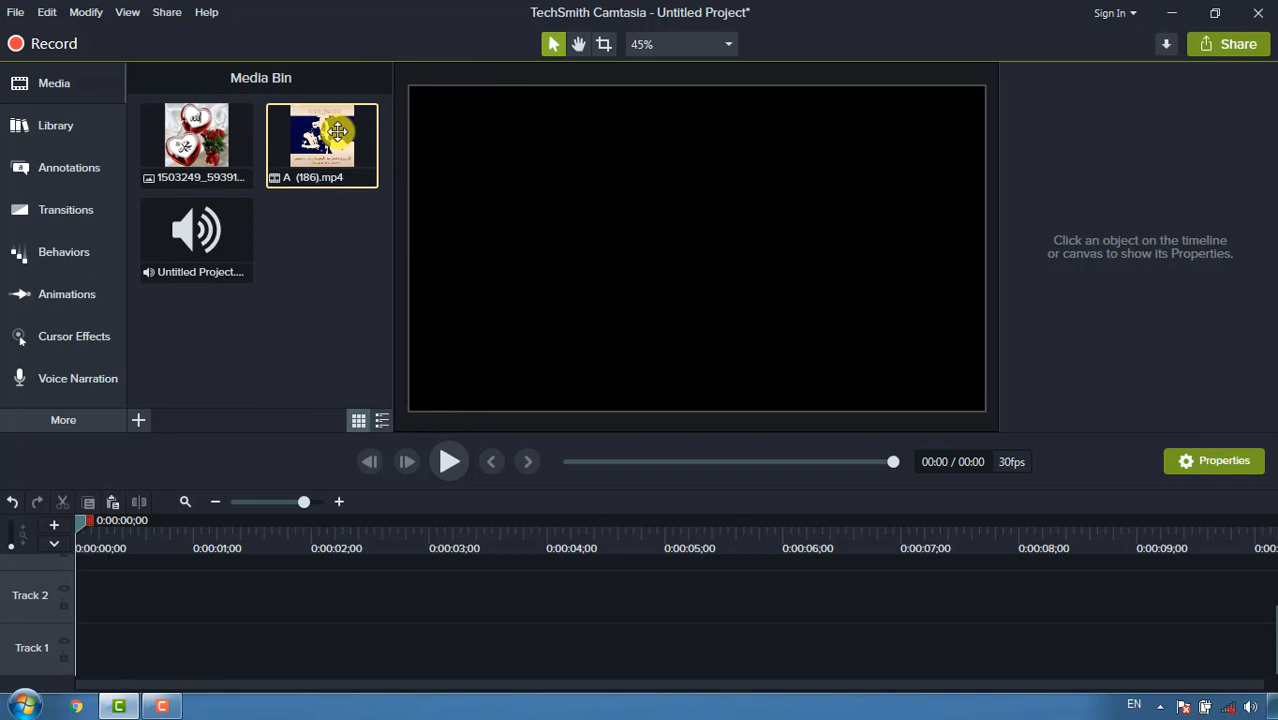 File Edit Modify View Share Help
TechSmith Camtasia - Untitled Project*
Sign In
Record
45%
Share
Media
Library
Annotations
Transitions
Behaviors
Animations
Cursor Effects
Voice Narration
More
Media Bin
1503249_59391...
A (186).mp4
Untitled Project....
Click an object on the timeline
or canvas to show its Properties.
00:00 / 00:00 30fps
Properties
0:00:00;00
0:00:00;00 0:00:01;00 0:00:02;00 0:00:03;00 0:00:04;00 0:00:05;00 0:00:06;00 0:00:07;00 0:00:08;00 0:00:09;00 0:00:
Track 2
Track 1
EN